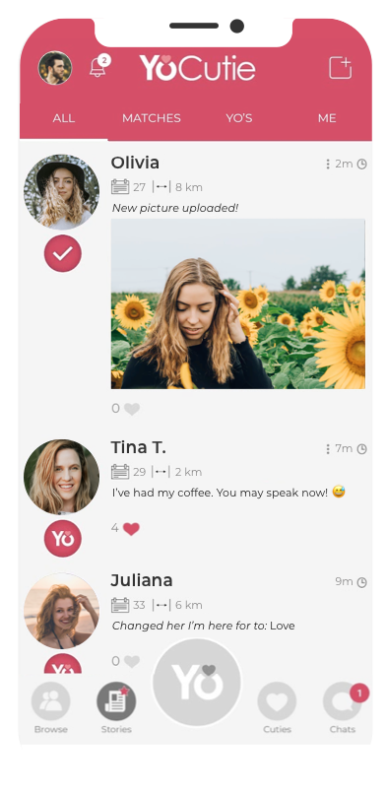 2
YoCutie
ALL MATCHES YO'S ME
Olivia 2m
27 8 km
New picture uploaded!
0
Tina T. 7m
29 2 km
I've had my coffee. You may speak now! 😅
Yo
4
Juliana 9m
33 6 km
Changed her I'm here for to: Love
Yo
0
Yo
1
Browse Stories Cuties Chats